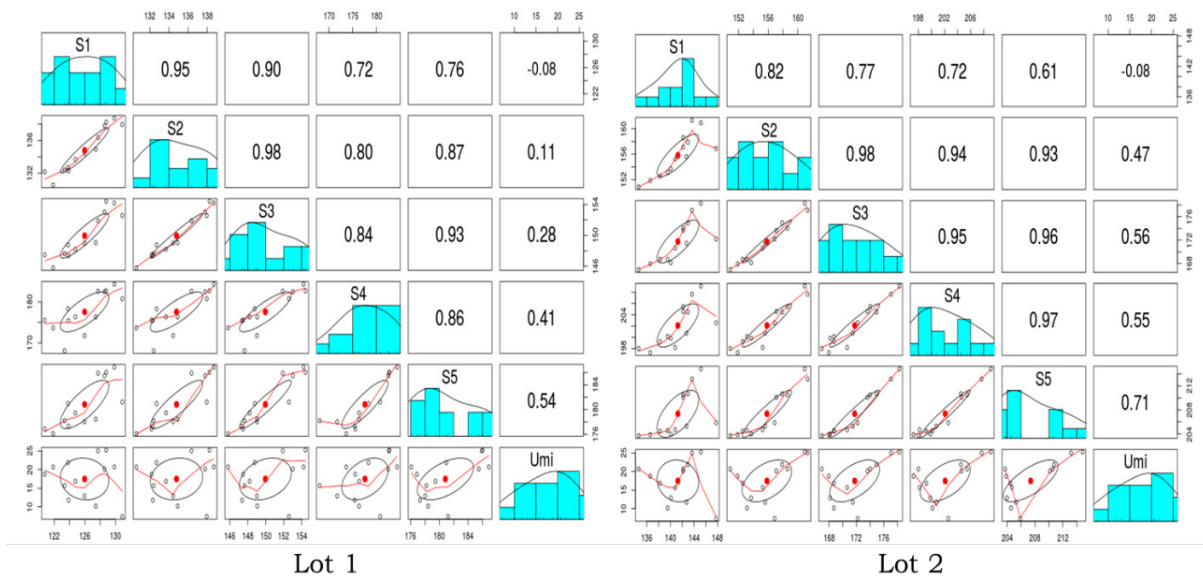 132 134 136 138 170 175 180 10 15 20 25
S1 0.95 0.90 0.72 0.76 -0.08 122 126 130
132 136 S2 0.98 0.80 0.87 0.11
S3 0.84 0.93 0.28 146 150 154
170 180 S4 0.86 0.41
S5 0.54 176 180 184
10 15 20 25 Umi
122 126 130 146 148 150 152 154 176 180 184
Lot 1
152 156 160 198 202 206 10 15 20 25
S1 0.82 0.77 0.72 0.61 -0.08 136 142 148
152 156 160 S2 0.98 0.94 0.93 0.47
S3 0.95 0.96 0.56 168 172 176
198 204 S4 0.97 0.55
S5 0.71 204 208 212
10 15 20 25 Umi
136 140 144 148 168 172 176 204 208 212
Lot 2